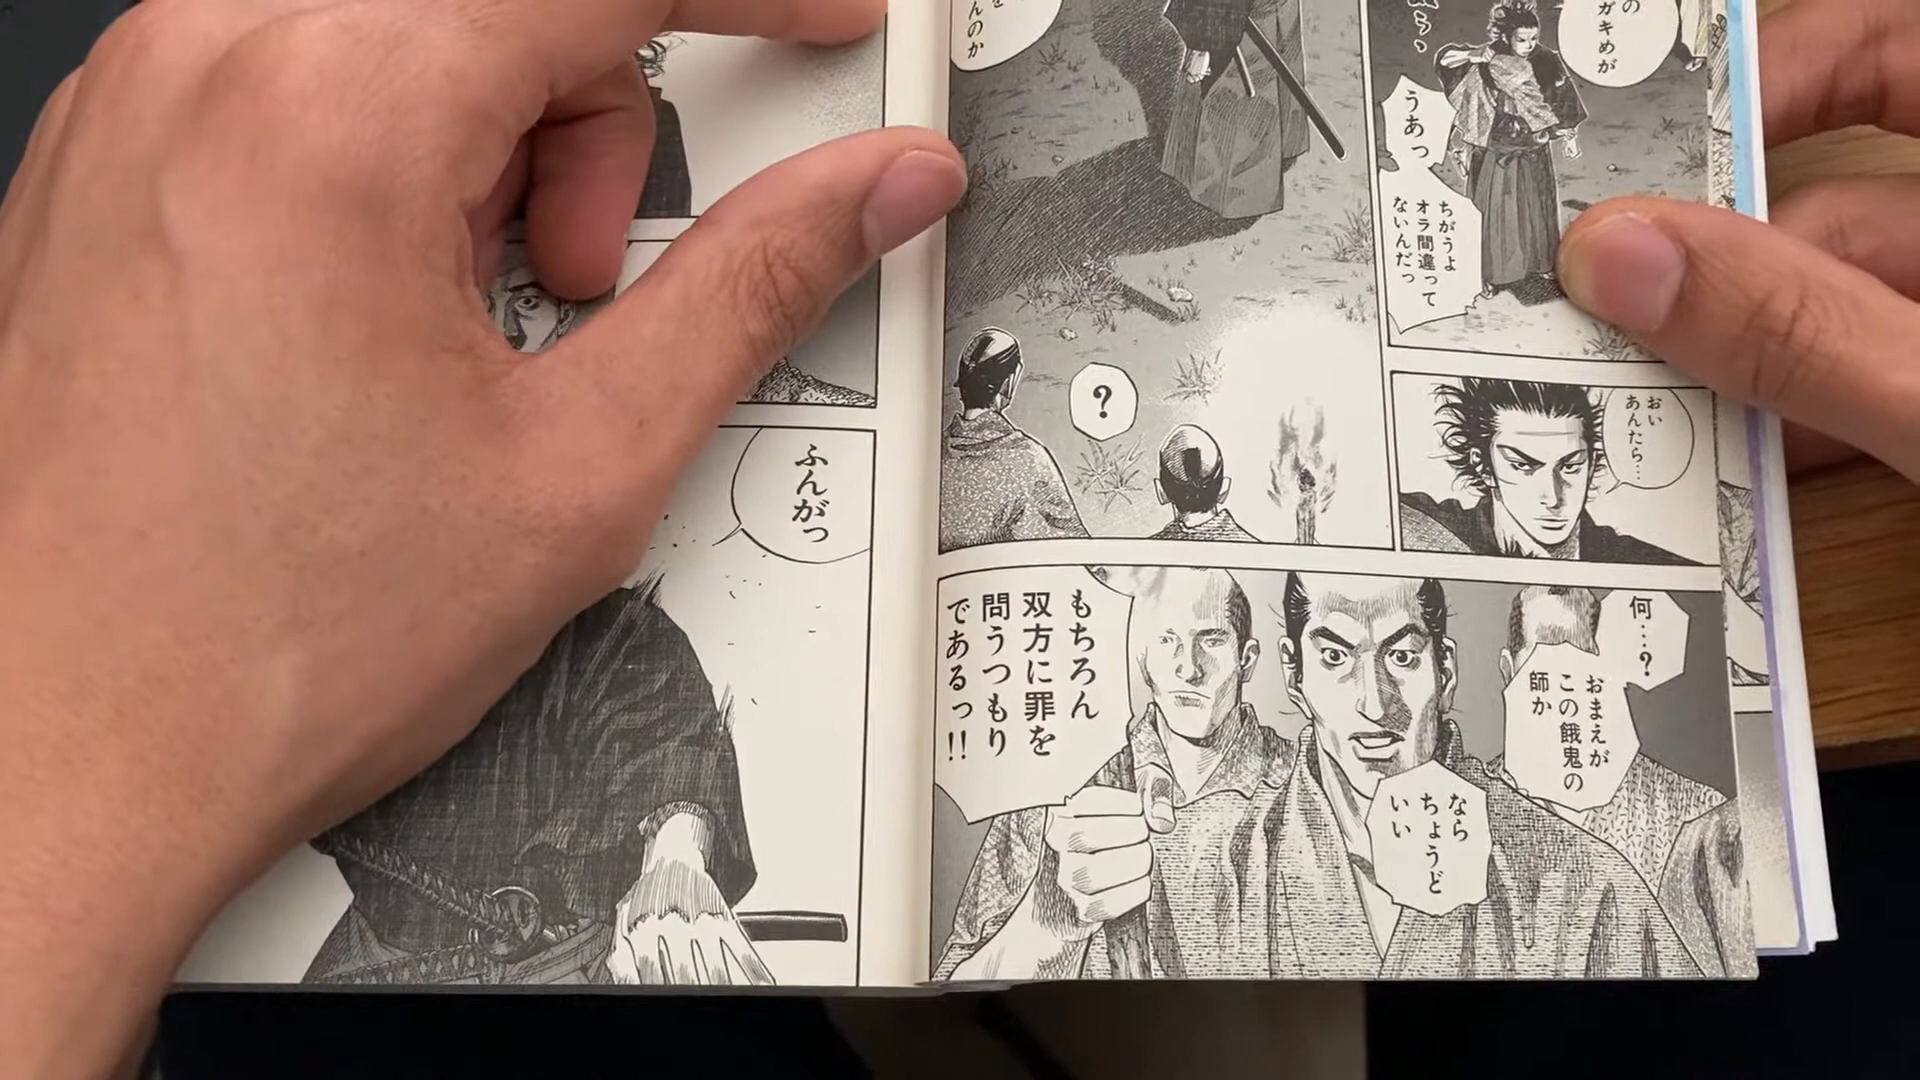 の
ガキめが
うあっ
ちがうよ
オラ間違って
ないんだっ
んのか
?
おい
あんたら…
何…?
おまえが
この餓鬼の
師か
なら
ちょうど
いい
もちろん
双方に罪を
問うつもり
であるっ!!
ふんがっ